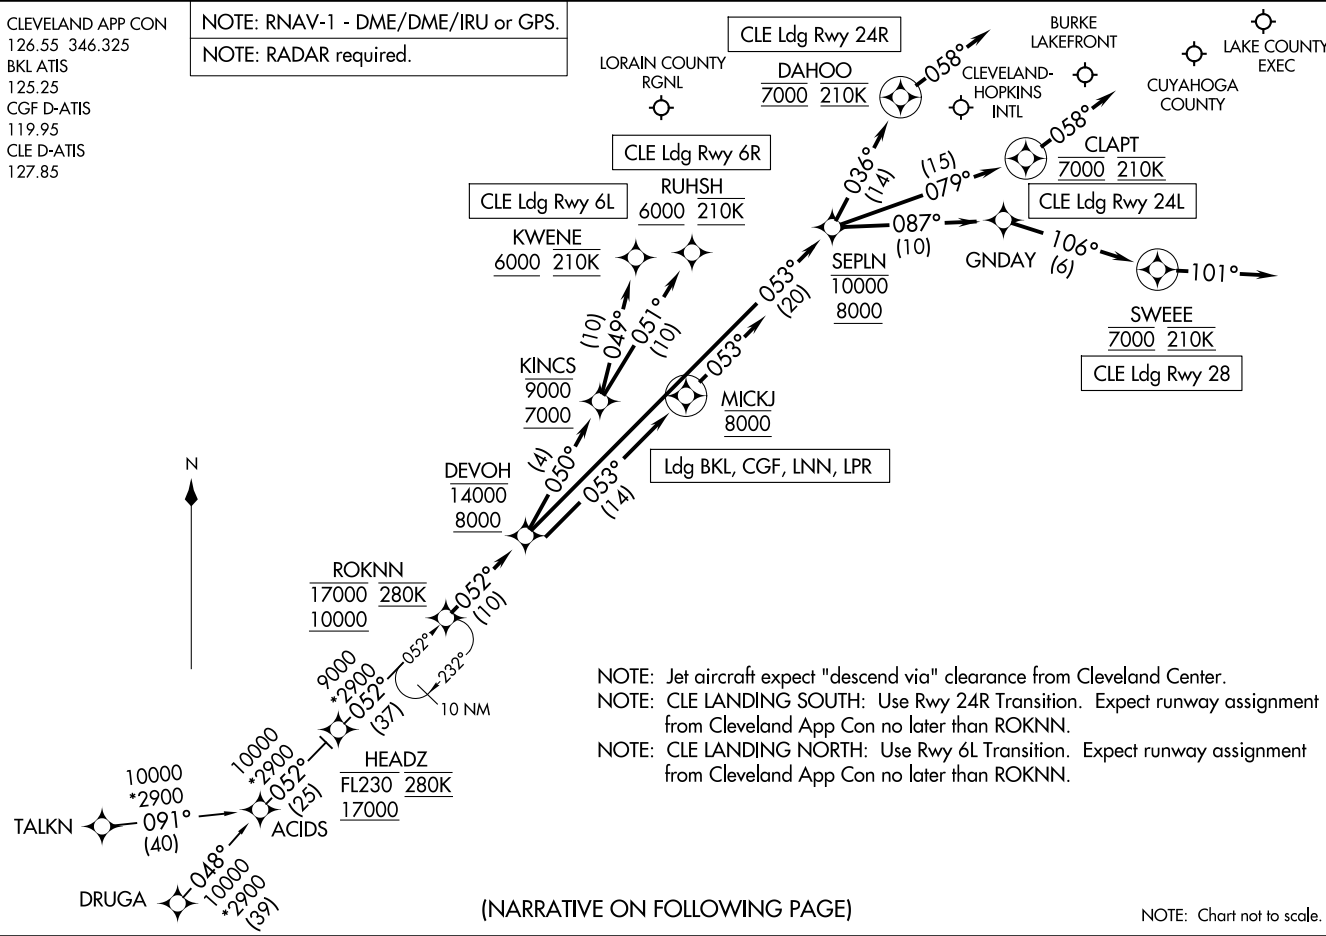 CLEVELAND APP CON
126.55 346.325
BKL ATIS
125.25
CGF D-ATIS
119.95
CLE D-ATIS
127.85
NOTE: RNAV-1 - DME/DME/IRU or GPS.
NOTE: RADAR required.
CLE Ldg Rwy 24R
DAHOO
7000 210K
058°
BURKE
LAKEFRONT
LAKE COUNTY
EXEC
LORAIN COUNTY
RGNL
CLEVELAND-
HOPKINS
INTL
CUYAHOGA
COUNTY
CLE Ldg Rwy 6R
RUHSH
6000 210K
036°
(14)
(15)
079°
058°
CLAPT
7000 210K
CLE Ldg Rwy 24L
CLE Ldg Rwy 6L
KWENE
6000 210K
087°
(10)
GNDAY
106°
(6)
101°
SEPLN
10000
8000
SWEEE
7000 210K
CLE Ldg Rwy 28
053°
(20)
(10)
049°
051°
(10)
053°
KINCS
9000
7000
MICKJ
8000
Ldg BKL, CGF, LNN, LPR
N
DEVOH
14000
8000
(4)
050°
053°
(14)
ROKNN
17000 280K
10000
052°
(10)
052°
232°
10 NM
9000
*2900
052°
(37)
HEADZ
FL230 280K
17000
10000
*2900
052°
(25)
ACIDS
TALKN
10000
*2900
091°
(40)
DRUGA
048°
10000
*2900
(39)
NOTE: Jet aircraft expect "descend via" clearance from Cleveland Center.
NOTE: CLE LANDING SOUTH: Use Rwy 24R Transition. Expect runway assignment
from Cleveland App Con no later than ROKNN.
NOTE: CLE LANDING NORTH: Use Rwy 6L Transition. Expect runway assignment
from Cleveland App Con no later than ROKNN.
(NARRATIVE ON FOLLOWING PAGE)
NOTE: Chart not to scale.